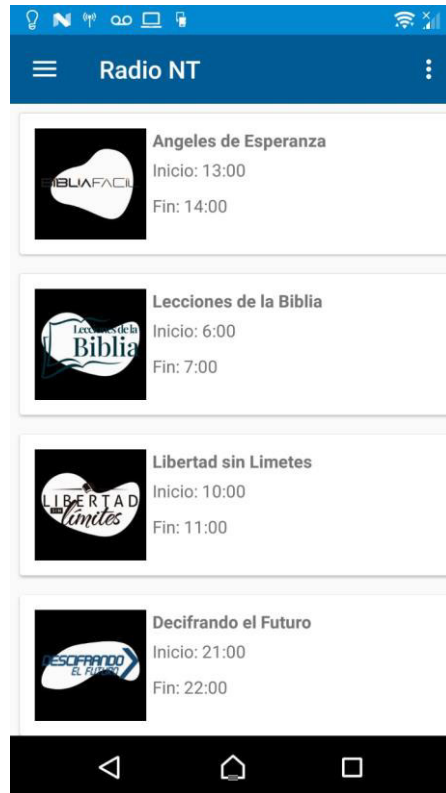 Radio NT
Angeles de Esperanza
Inicio: 13:00
Fin: 14:00
BIBLIAFACIL
Lecciones de la Biblia
Inicio: 6:00
Fin: 7:00
Lecciones de la
Biblia
Libertad sin Limetes
Inicio: 10:00
Fin: 11:00
LIBERTAD
SIN
límites
Decifrando el Futuro
Inicio: 21:00
Fin: 22:00
DESCIFRANDO
EL FUTURO